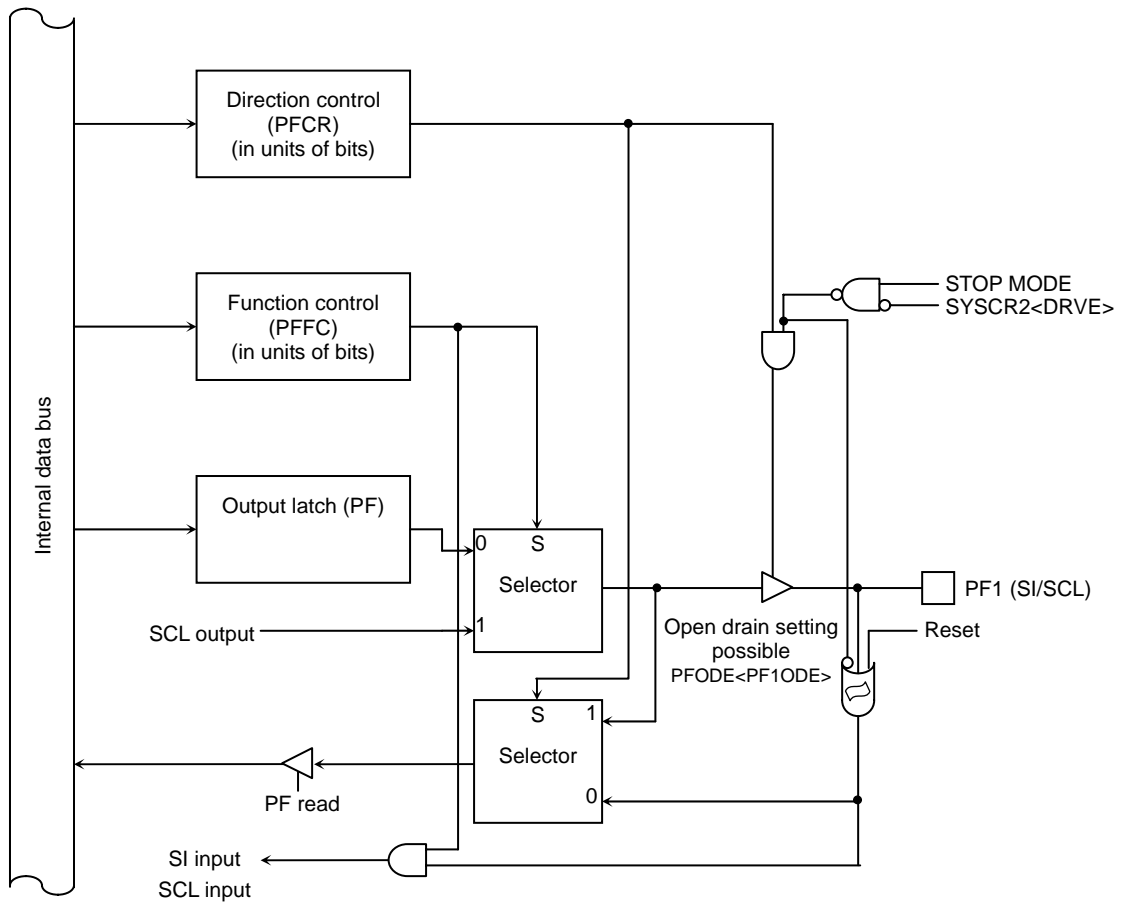 Internal data bus
Direction control
(PFCR)
(in units of bits)
Function control
(PFFC)
(in units of bits)
STOP MODE
SYSCR2<DRVE>
Output latch (PF)
0
S
Selector
1
SCL output
PF1 (SI/SCL)
Open drain setting
possible
PFODE<PF1ODE>
Reset
S
1
Selector
0
PF read
SI input
SCL input